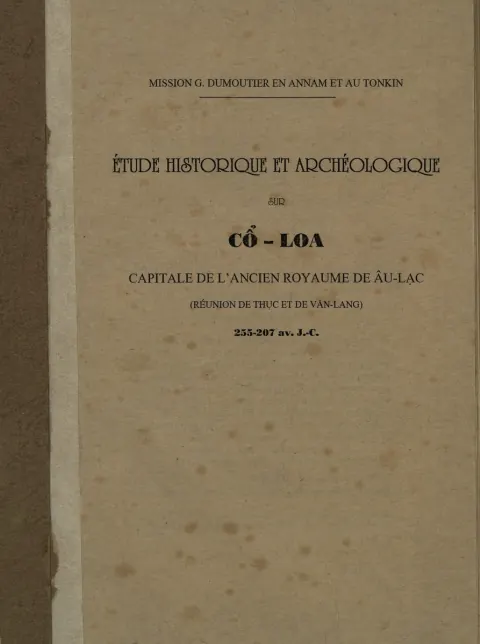 MISSION G. DUMOUTIER EN ANNAM ET AU TONKIN
ÉTUDE HISTORIQUE ET ARCHÉOLOGIQUE
SUR
CỔ – LOA
CAPITALE DE L'ANCIEN ROYAUME DE ÂU-LẠC
(RÉUNION DE THỤC ET DE VĂN-LANG)
255-207 av. J.-C.